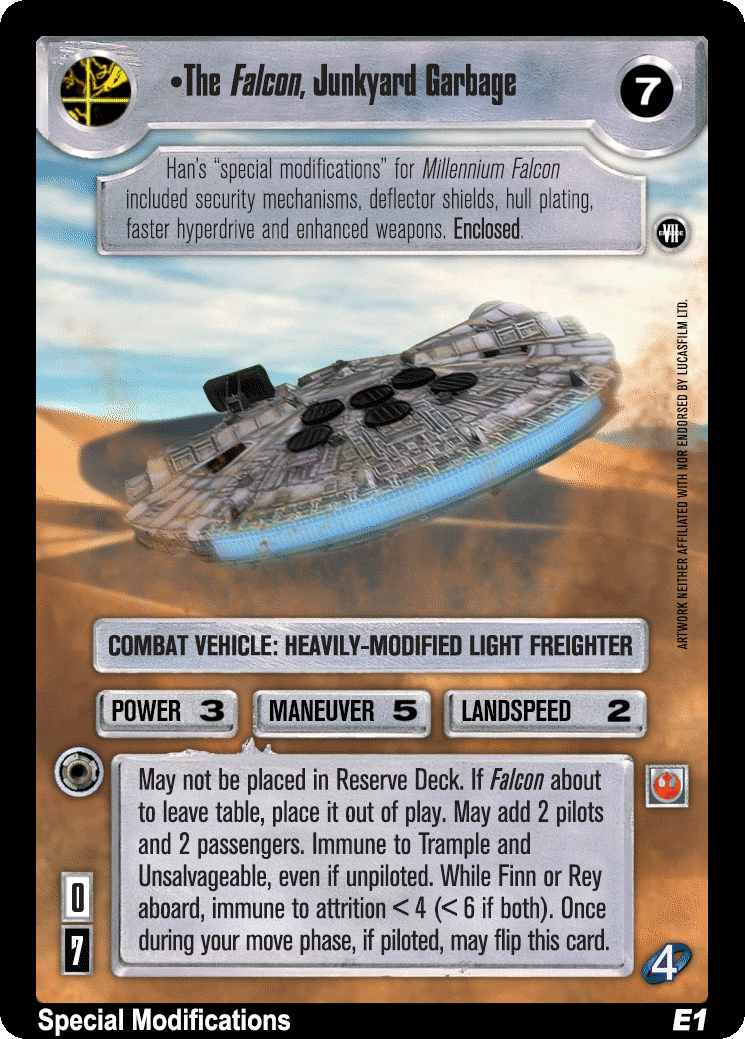 •The Falcon, Junkyard Garbage
7
Han's “special modifications” for Millennium Falcon
included security mechanisms, deflector shields, hull plating,
faster hyperdrive and enhanced weapons. Enclosed.
EPISODE
VII
ARTWORK NEITHER AFFILIATED WITH NOR ENDORSED BY LUCASFILM LTD.
COMBAT VEHICLE: HEAVILY-MODIFIED LIGHT FREIGHTER
POWER 3
MANEUVER 5
LANDSPEED 2
May not be placed in Reserve Deck. If Falcon about
to leave table, place it out of play. May add 2 pilots
and 2 passengers. Immune to Trample and
Unsalvageable, even if unpiloted. While Finn or Rey
aboard, immune to attrition < 4 (< 6 if both). Once
during your move phase, if piloted, may flip this card.
0
7
4
Special Modifications
E1